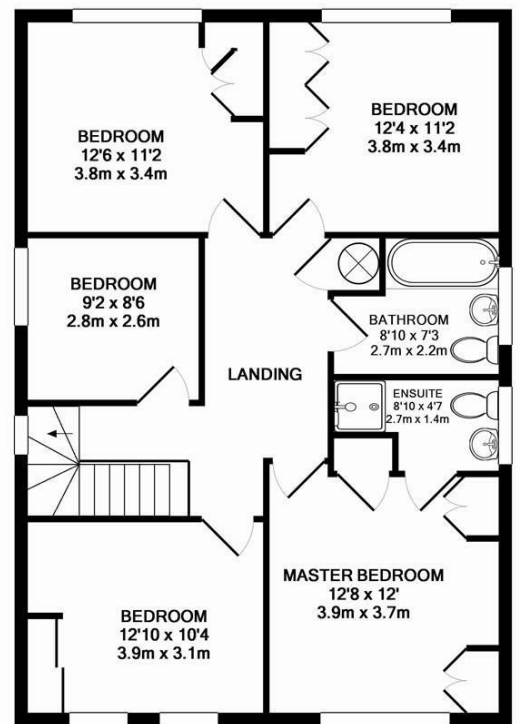 BEDROOM
12'6 x 11'2
3.8m x 3.4m
BEDROOM
12'4 x 11'2
3.8m x 3.4m
BEDROOM
9'2 x 8'6
2.8m x 2.6m
BATHROOM
8'10 x 7'3
2.7m x 2.2m
LANDING
ENSUITE
8'10 x 4'7
2.7m x 1.4m
MASTER BEDROOM
12'8 x 12'
3.9m x 3.7m
BEDROOM
12'10 x 10'4
3.9m x 3.1m